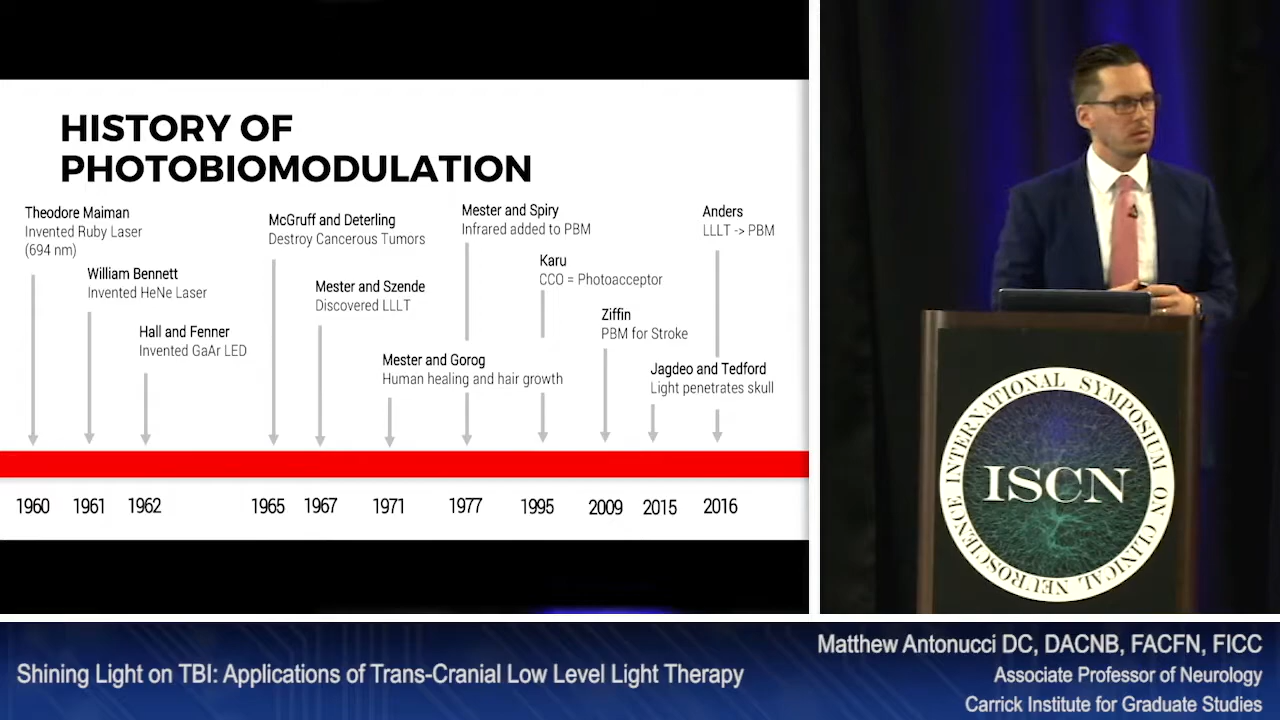 HISTORY OF
PHOTOBIOMODULATION
Theodore Maiman
Invented Ruby Laser
(694 nm)
William Bennett
Invented HeNe Laser
Hall and Fenner
Invented GaAr LED
McGruff and Deterling
Destroy Cancerous Tumors
Mester and Szende
Discovered LLLT
Mester and Gorog
Human healing and hair growth
Mester and Spiry
Infrared added to PBM
Karu
CCO = Photoacceptor
Ziffin
PBM for Stroke
Jagdeo and Tedford
Light penetrates skull
Anders
LLLT -> PBM
1960 1961 1962 1965 1967 1971 1977 1995 2009 2015 2016
INTERNATIONAL SYMPOSIUM ON CLINICAL NEUROSCIENCE
ISCN
Shining Light on TBI: Applications of Trans-Cranial Low Level Light Therapy
Matthew Antonucci DC, DACNB, FACFN, FICC
Associate Professor of Neurology
Carrick Institute for Graduate Studies